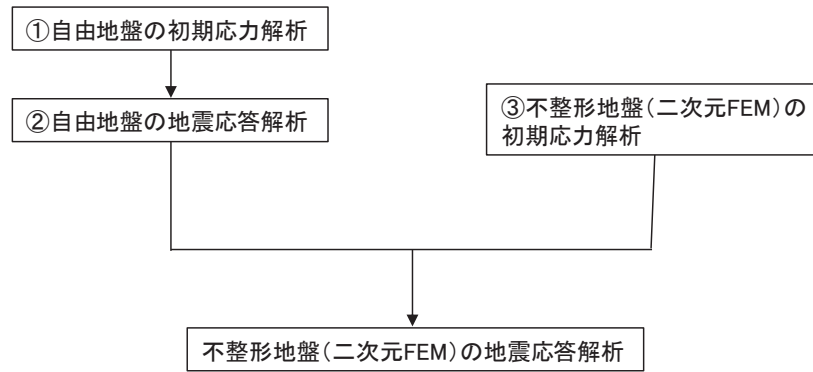 ①自由地盤の初期応力解析
②自由地盤の地震応答解析
③不整形地盤(二次元FEM)の
初期応力解析
不整形地盤(二次元FEM)の地震応答解析